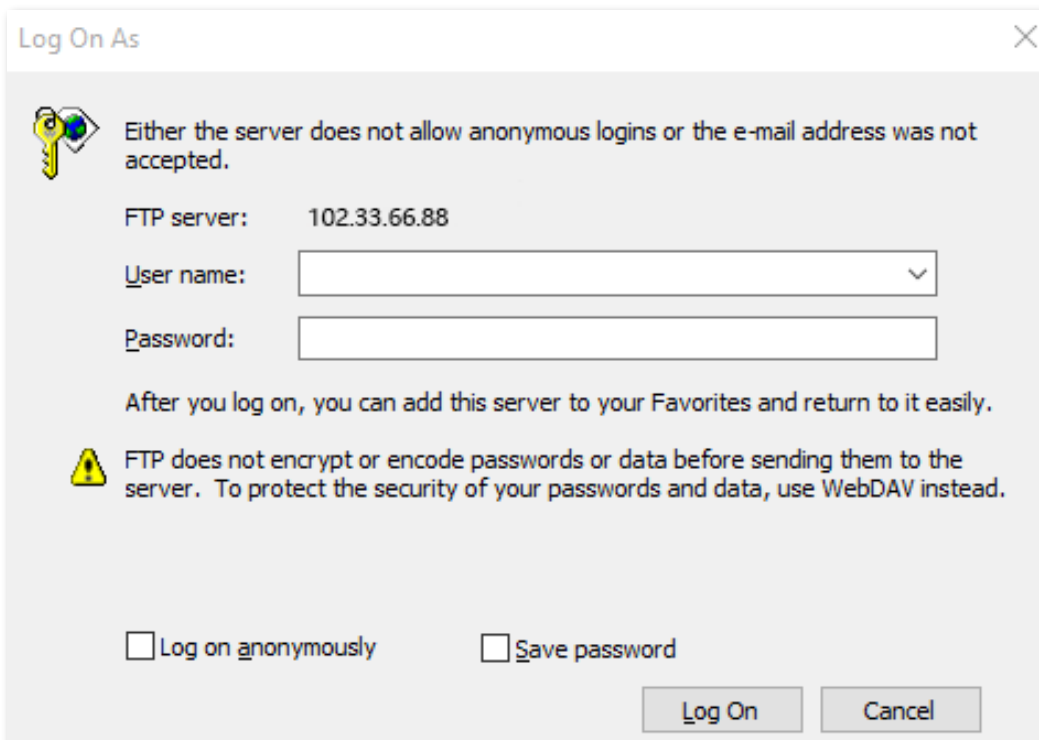 Log On As
Either the server does not allow anonymous logins or the e-mail address was not
accepted.
FTP server: 102.33.66.88
User name:
Password:
After you log on, you can add this server to your Favorites and return to it easily.
FTP does not encrypt or encode passwords or data before sending them to the
server. To protect the security of your passwords and data, use WebDAV instead.
Log on anonymously Save password
Log On Cancel